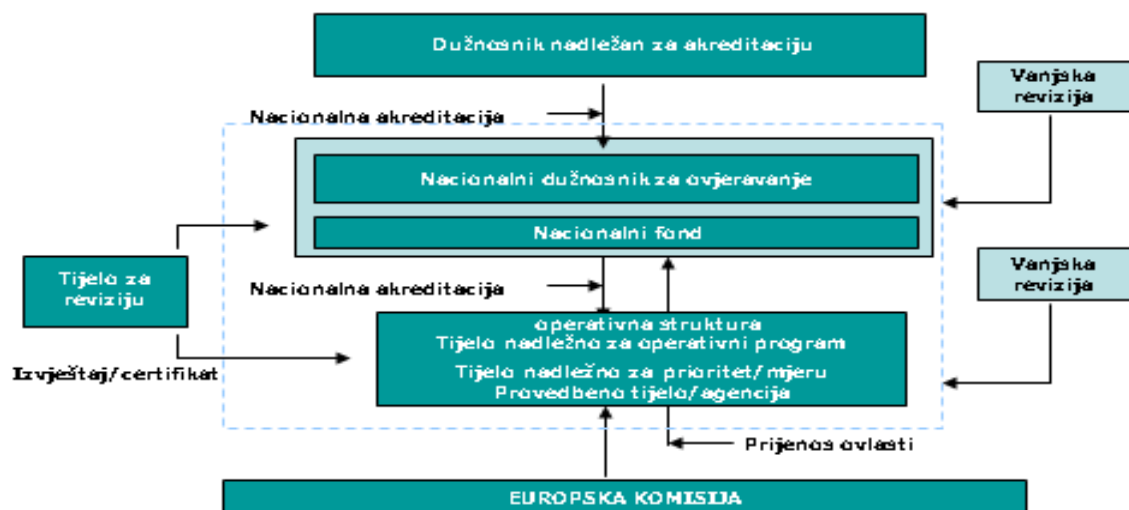 Dužnosnik nadležan za akreditaciju
Vanjska
revizija
Nacionalna akreditacija
Nacionalni dužnosnik za ovjeravanje
Nacionalni fond
Tijelo za
reviziju
Nacionalna akreditacija
Vanjska
revizija
operativna struktura
Tijelo nadležno za operativni program
Tijelo nadležno za prioritet/mjeru
Provedbeno tijelo/agencija
Izvještaj/certifikat
Prijenos ovlasti
EUROPSKA KOMISIJA